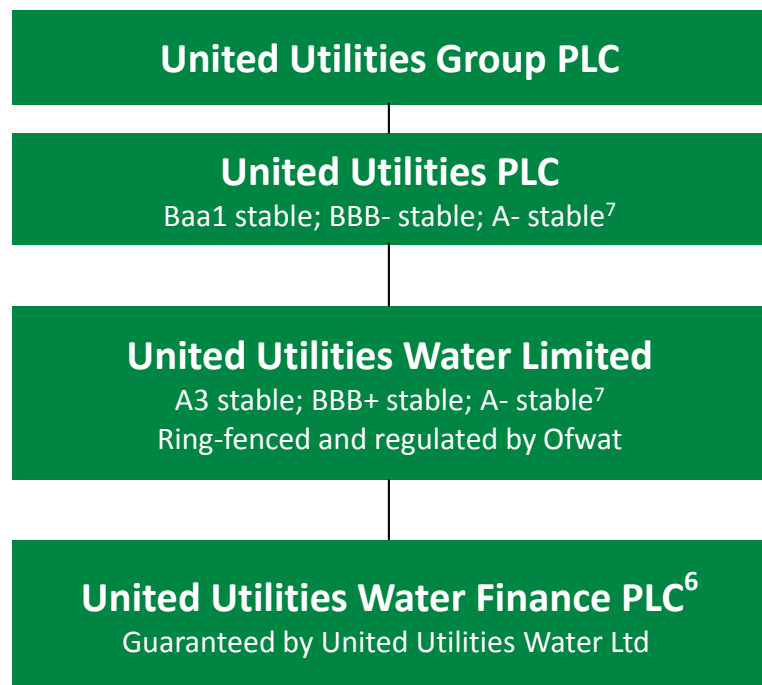 United Utilities Group PLC
United Utilities PLC
Baa1 stable; BBB- stable; A- stable⁷
United Utilities Water Limited
A3 stable; BBB+ stable; A- stable⁷
Ring-fenced and regulated by Ofwat
United Utilities Water Finance PLC⁶
Guaranteed by United Utilities Water Ltd